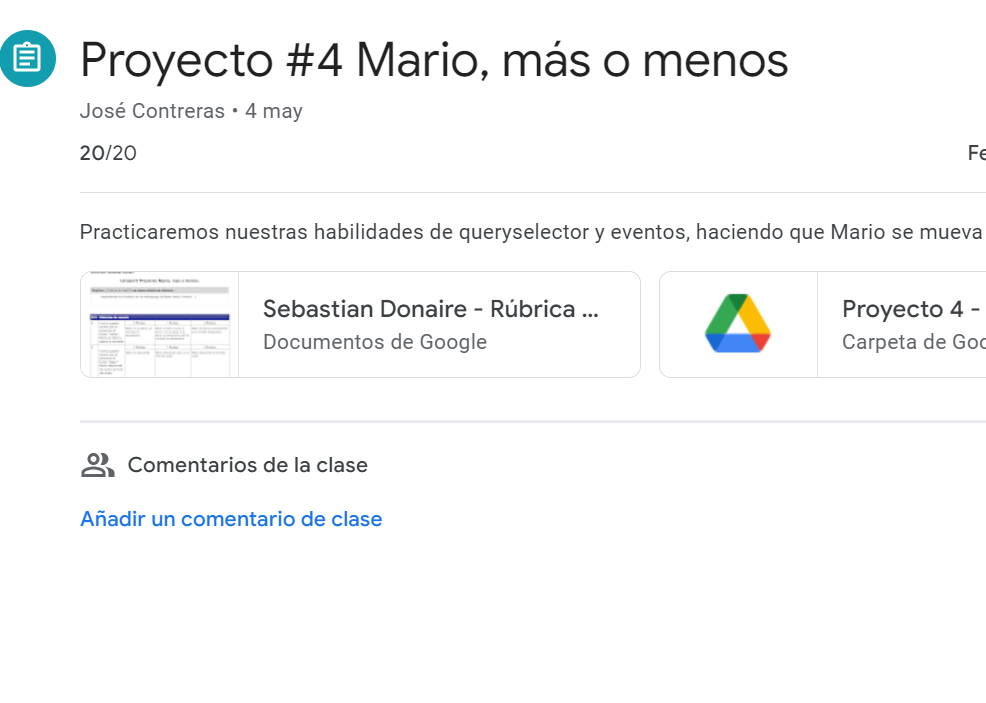 Proyecto #4 Mario, más o menos
José Contreras • 4 may
20/20
Fe
Practicaremos nuestras habilidades de queryselector y eventos, haciendo que Mario se mueva
Sebastian Donaire - Rúbrica ...
Documentos de Google
Proyecto 4 -
Carpeta de Goo
Comentarios de la clase
Añadir un comentario de clase